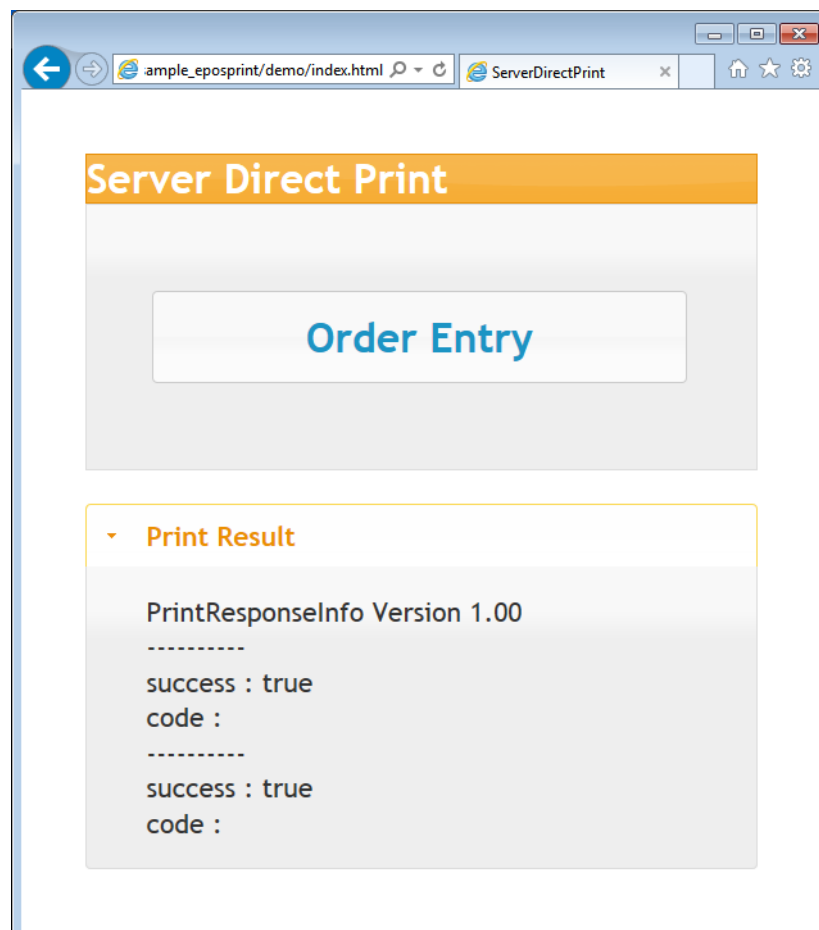 ample_eposprint/demo/index.html
ServerDirectPrint
Server Direct Print
Order Entry
Print Result
PrintResponseInfo Version 1.00
----------
success : true
code :
----------
success : true
code :